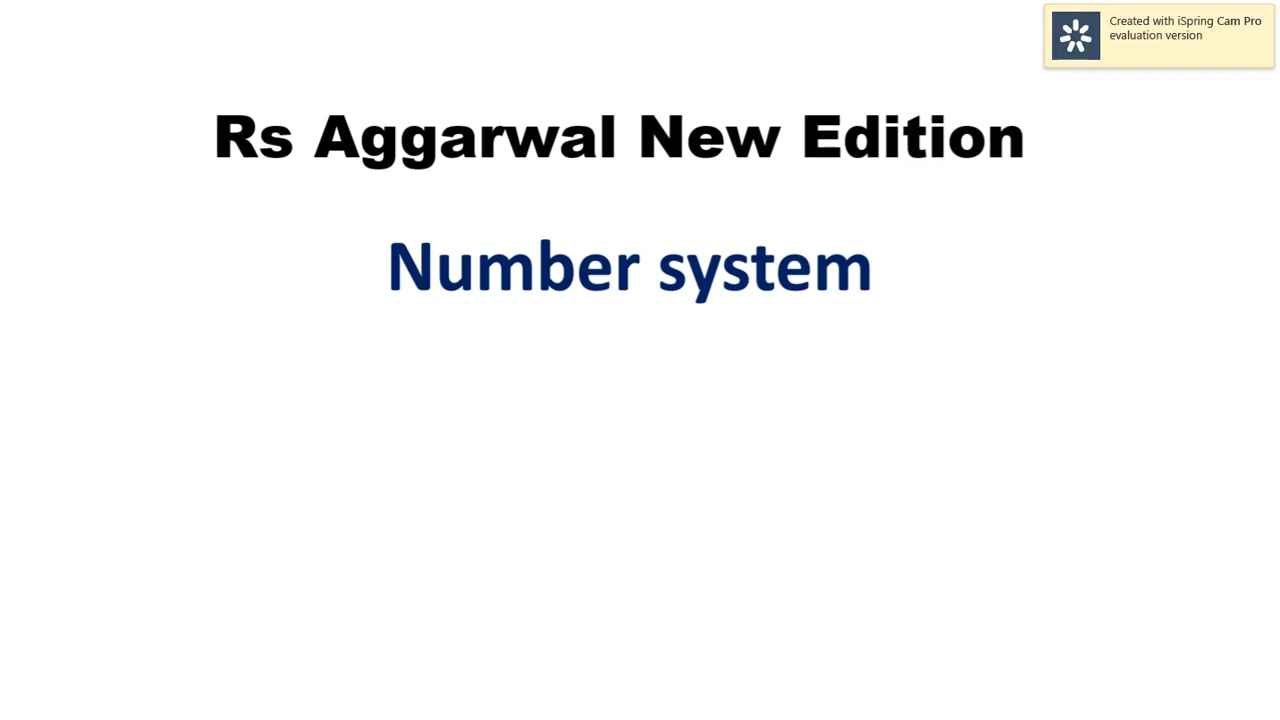 Created with iSpring Cam Pro
evaluation version
Rs Aggarwal New Edition
Number system